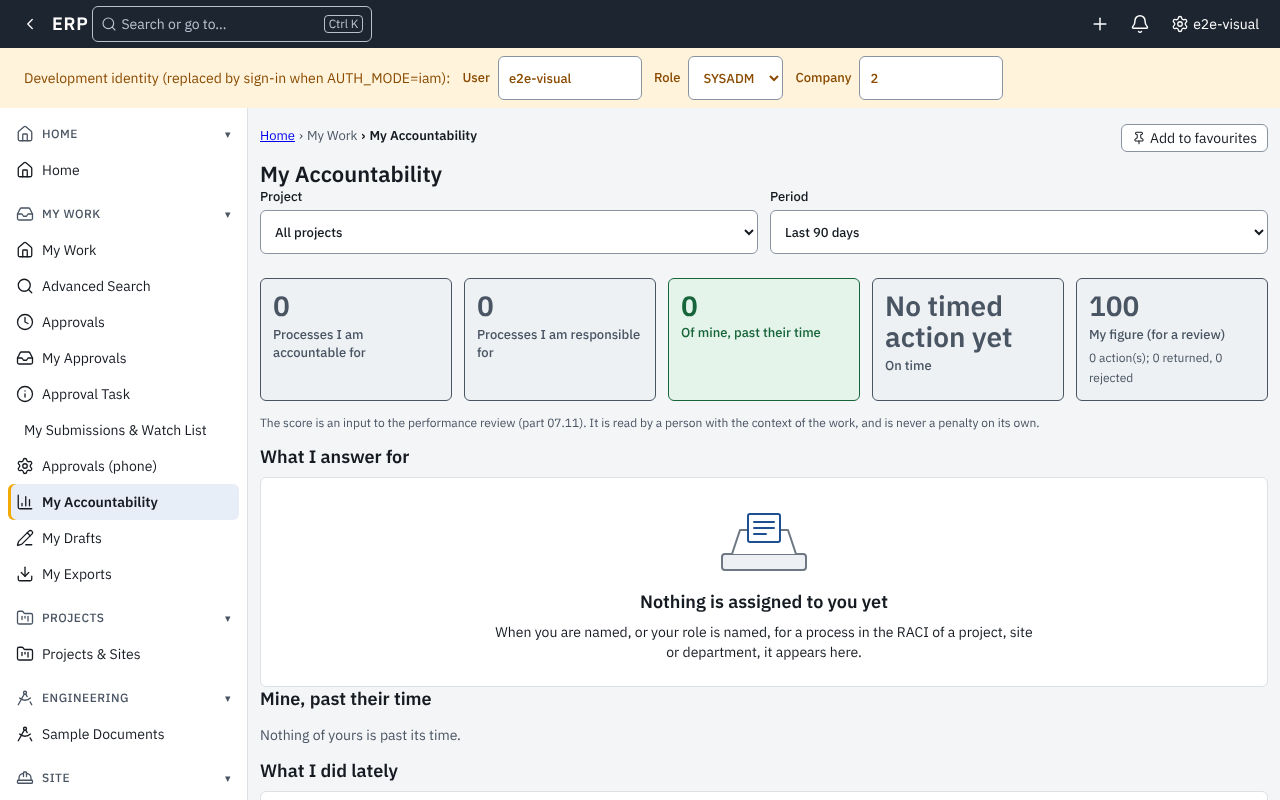 ERP
Search or go to...
Ctrl K
e2e-visual
Development identity (replaced by sign-in when AUTH_MODE=iam):
User
e2e-visual
Role
SYSADM
Company
2
HOME
Home
MY WORK
My Work
Advanced Search
Approvals
My Approvals
Approval Task
My Submissions & Watch List
Approvals (phone)
My Accountability
My Drafts
My Exports
PROJECTS
Projects & Sites
ENGINEERING
Sample Documents
SITE
Home › My Work › My Accountability
Add to favourites
My Accountability
Project
All projects
Period
Last 90 days
0
Processes I am
accountable for
0
Processes I am responsible
for
0
Of mine, past their time
No timed
action yet
On time
100
My figure (for a review)
0 action(s); 0 returned, 0
rejected
The score is an input to the performance review (part 07.11). It is read by a person with the context of the work, and is never a penalty on its own.
What I answer for
Nothing is assigned to you yet
When you are named, or your role is named, for a process in the RACI of a project, site
or department, it appears here.
Mine, past their time
Nothing of yours is past its time.
What I did lately